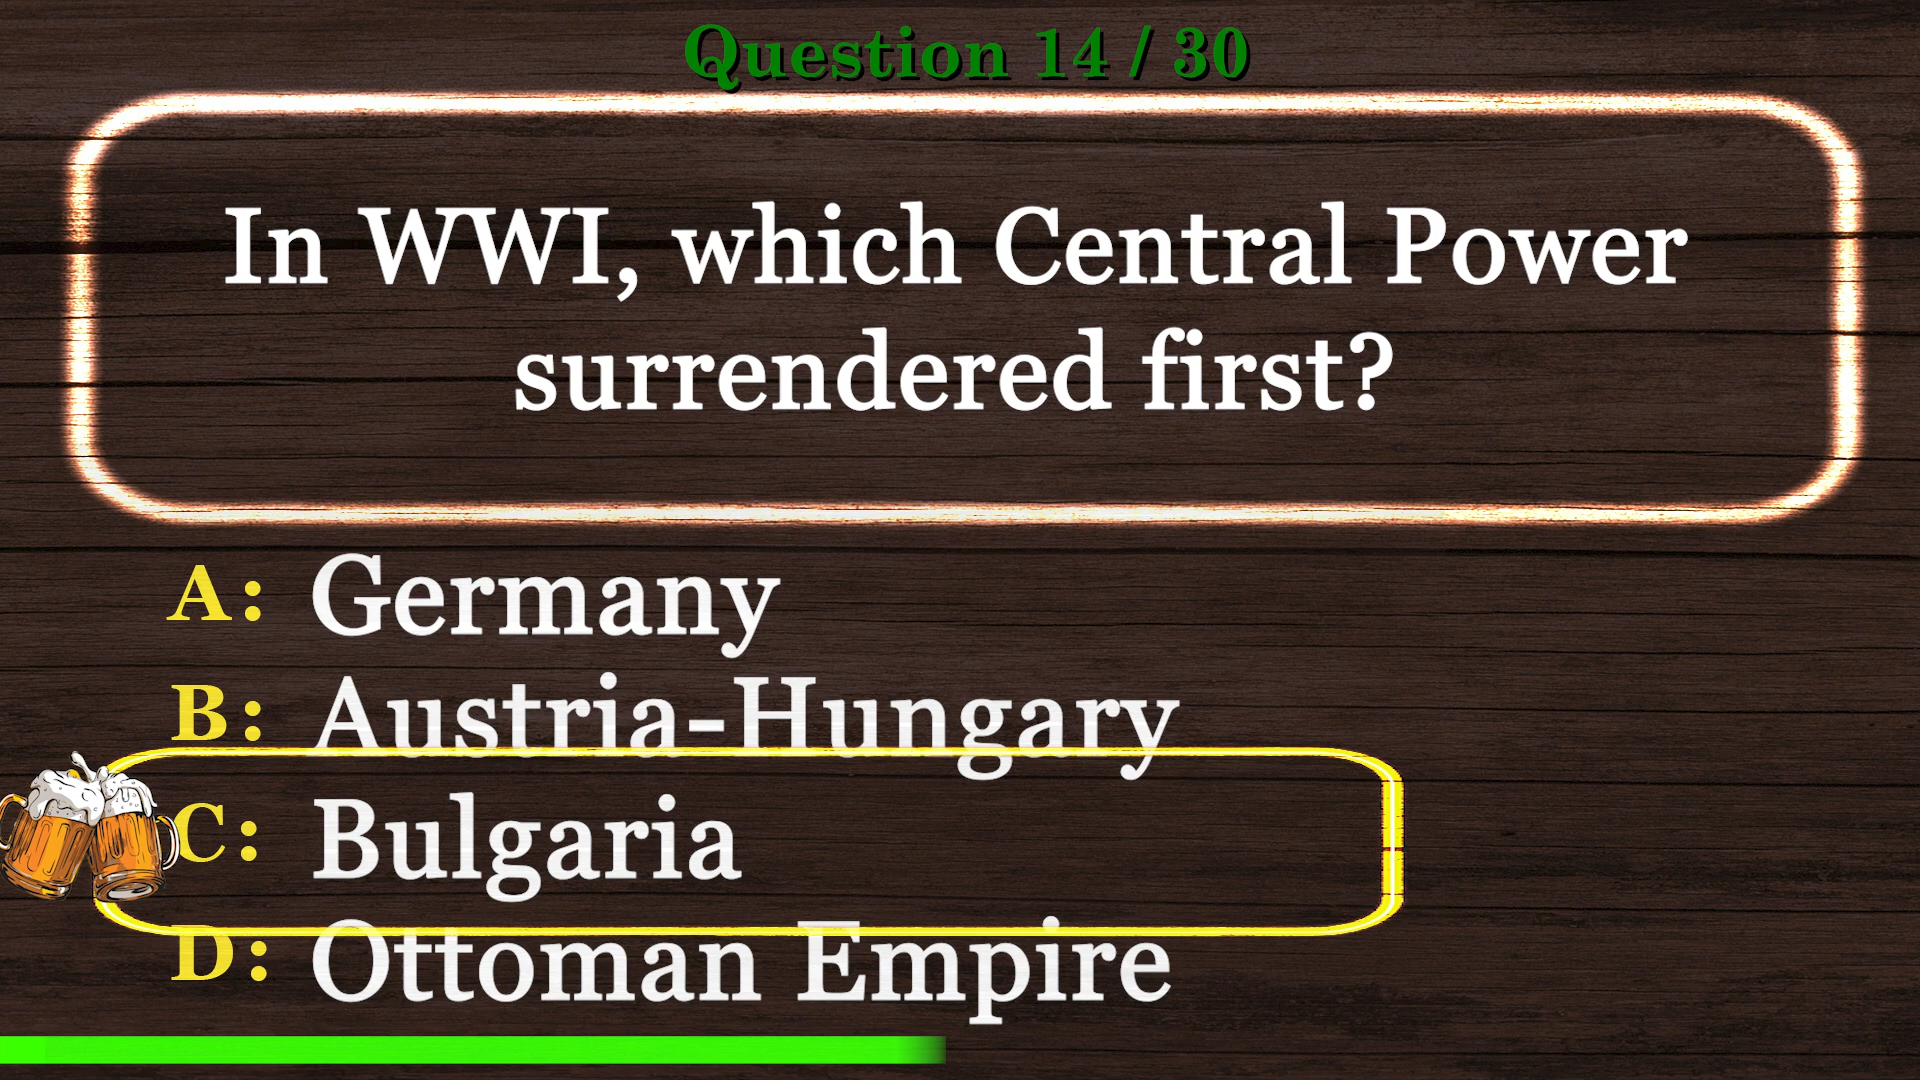 Question 14 / 30
In WWI, which Central Power
surrendered first?
A: Germany
B: Austria-Hungary
C: Bulgaria
D: Ottoman Empire